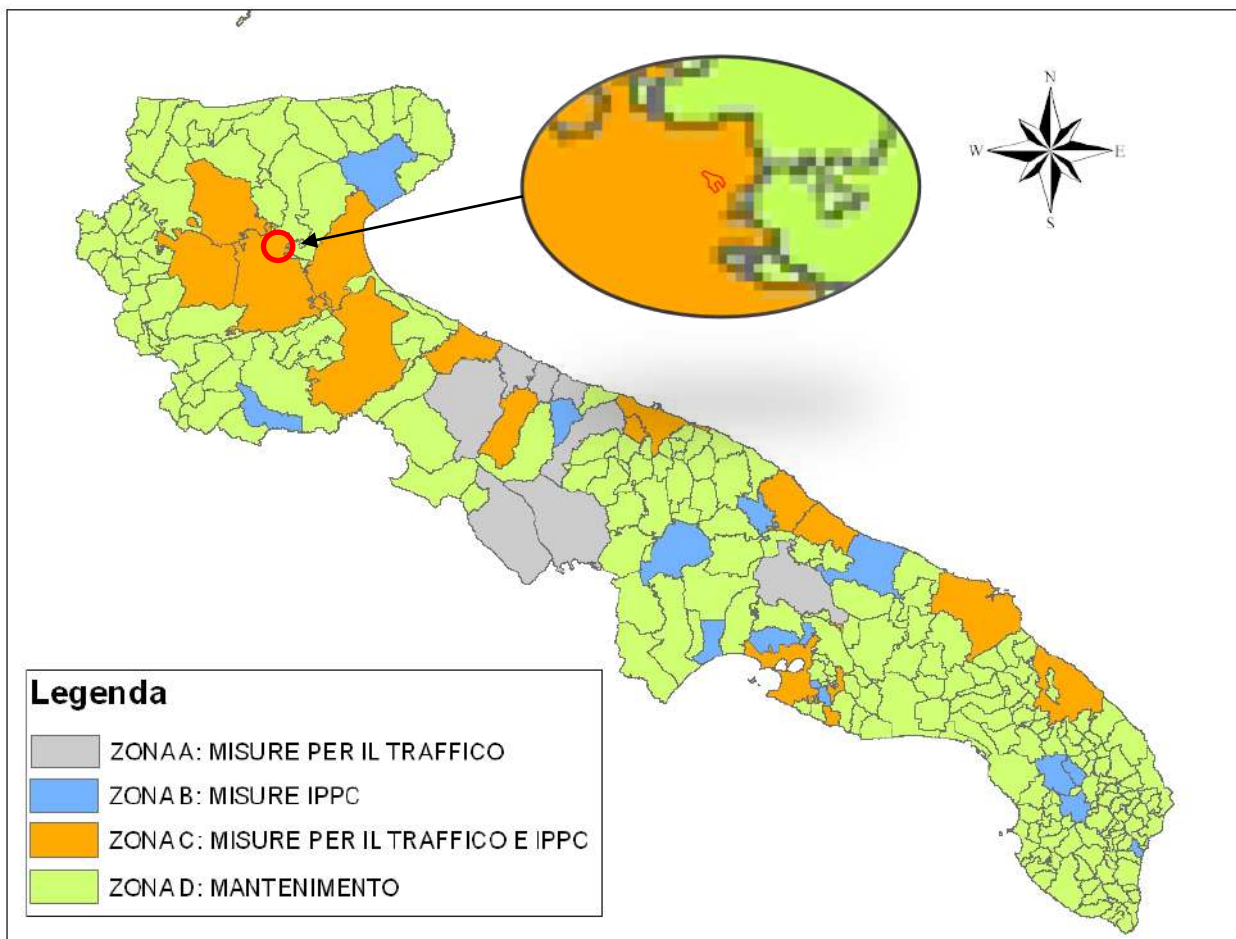 N
W E
S
Legenda
ZONA A: MISURE PER IL TRAFFICO
ZONA B: MISURE IPPC
ZONA C: MISURE PER IL TRAFFICO E IPPC
ZONA D: MANTENIMENTO